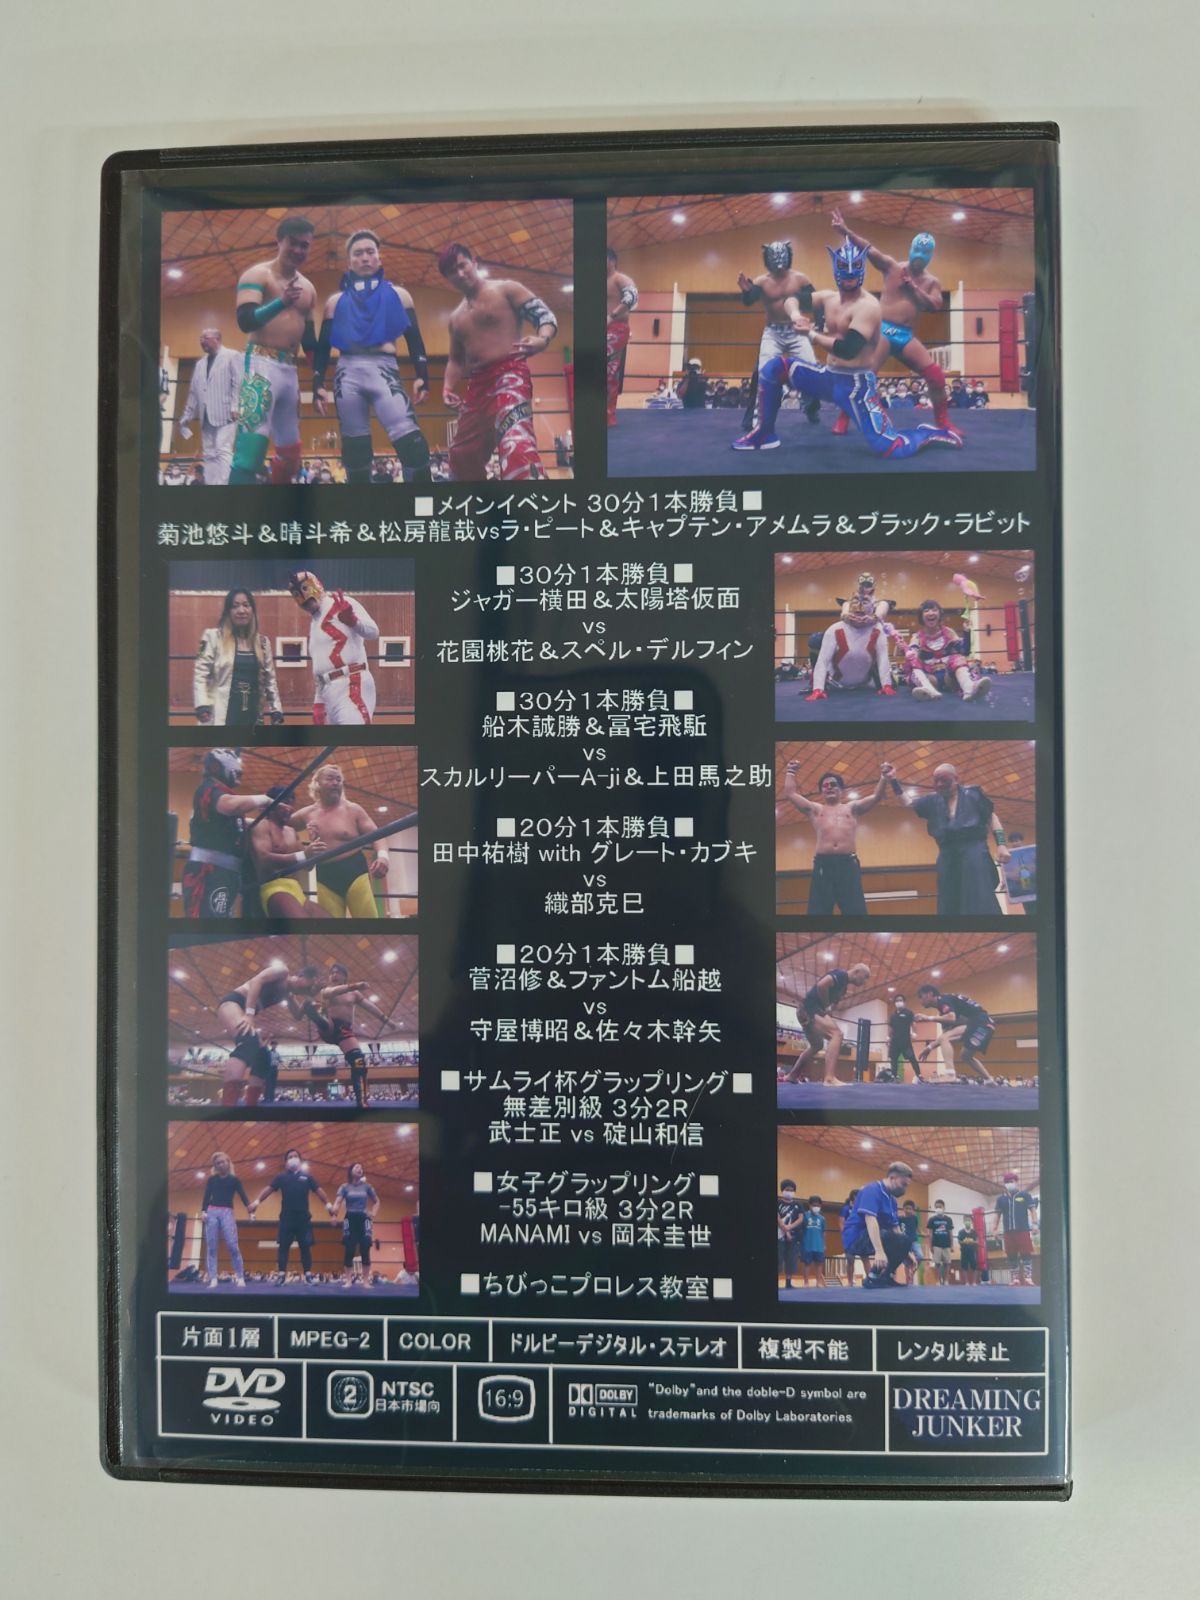 ■メインイベント 30分1本勝負■
菊池悠斗&晴斗希&松房龍哉vsラ・ピート&キャプテン・アメムラ&ブラック・ラビット
■30分1本勝負■
ジャガー横田&太陽塔仮面
vs
花園桃花&スペル・デルフィン
■30分1本勝負■
船木誠勝&冨宅飛駈
vs
スカルリーパーA-ji&上田馬之助
■20分1本勝負■
田中祐樹 with グレート・カブキ
vs
織部克巳
■20分1本勝負■
菅沼修&ファントム船越
vs
守屋博昭&佐々木幹矢
■サムライ杯グラップリング■
無差別級 3分2R
武士正 vs 碇山和信
■女子グラップリング■
-55キロ級 3分2R
MANAMI vs 岡本圭世
■ちびっこプロレス教室■
片面1層 MPEG-2 COLOR ドルビーデジタル・ステレオ 複製不能 レンタル禁止
DVD VIDEO 2 NTSC 日本市場向 16:9 DOLBY DIGITAL "Dolby"and the doble-D symbol are trademarks of Dolby Laboratories DREAMING JUNKER